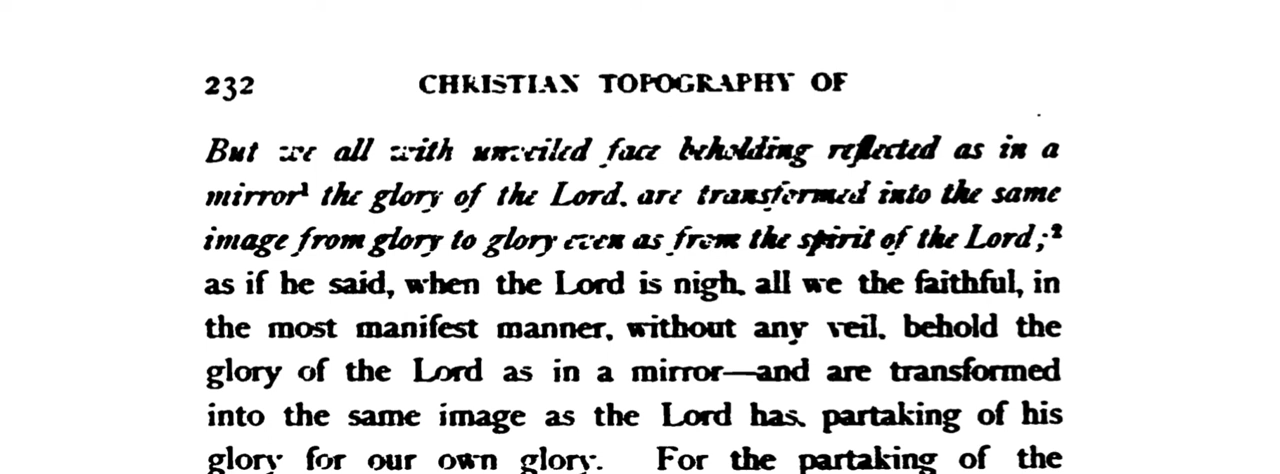 232 CHRISTIAN TOPOGRAPHY OF
But we all with unveiled face beholding reflected as in a
mirror¹ the glory of the Lord, are transformed into the same
image from glory to glory even as from the spirit of the Lord;²
as if he said, when the Lord is nigh, all we the faithful, in
the most manifest manner, without any veil, behold the
glory of the Lord as in a mirror—and are transformed
into the same image as the Lord has, partaking of his
glory for our own glory. For the partaking of the